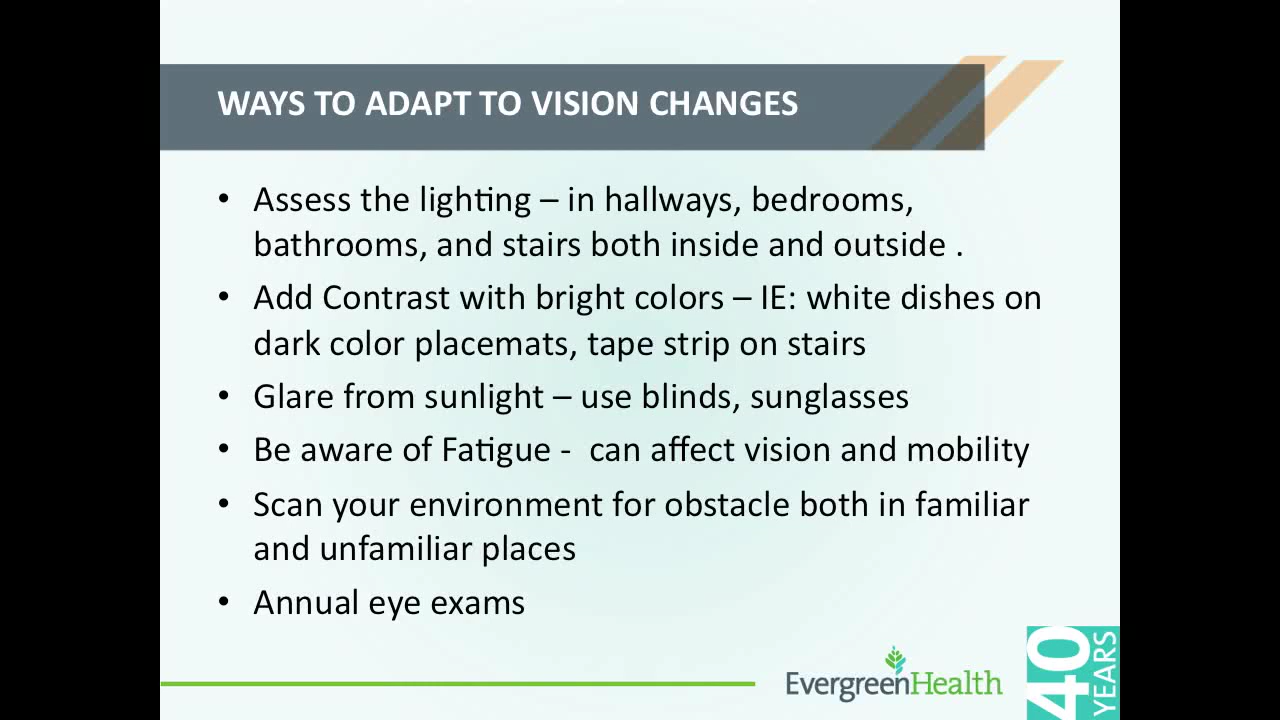 WAYS TO ADAPT TO VISION CHANGES
• Assess the lighting – in hallways, bedrooms,
bathrooms, and stairs both inside and outside .
• Add Contrast with bright colors – IE: white dishes on
dark color placemats, tape strip on stairs
• Glare from sunlight – use blinds, sunglasses
• Be aware of Fatigue -  can affect vision and mobility
• Scan your environment for obstacle both in familiar
and unfamiliar places
• Annual eye exams
EvergreenHealth
40
YEARS